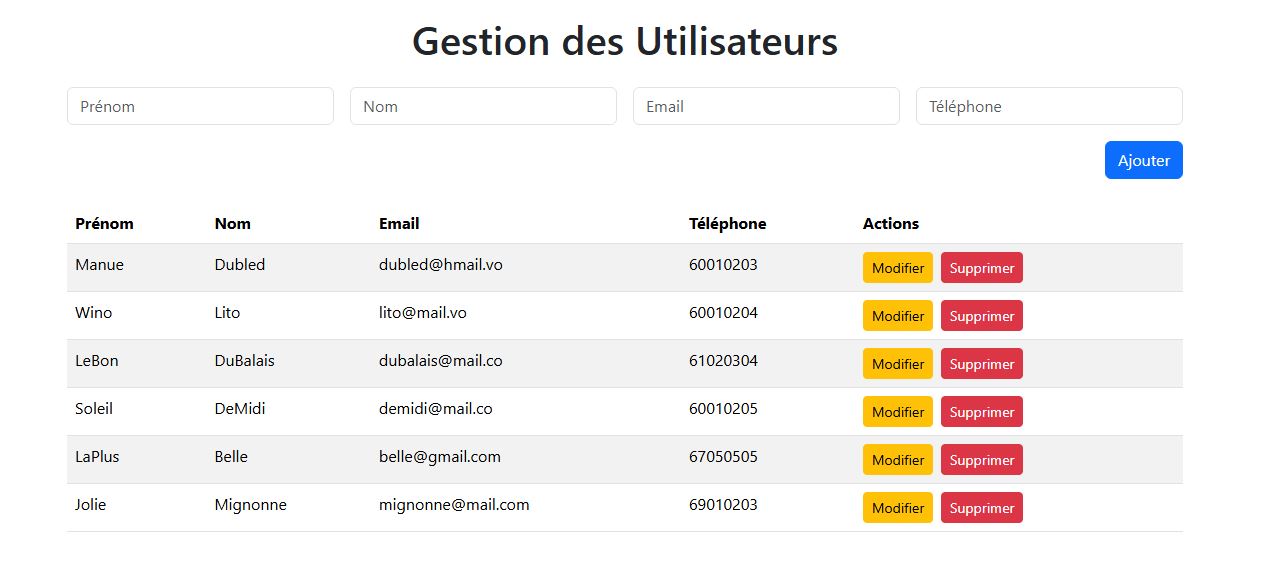 Gestion des Utilisateurs
Prénom Nom Email Téléphone
Ajouter
Prénom Nom Email Téléphone Actions
Manue Dubled dubled@hmail.vo 60010203 Modifier Supprimer
Wino Lito lito@mail.vo 60010204 Modifier Supprimer
LeBon DuBalais dubalais@mail.co 61020304 Modifier Supprimer
Soleil DeMidi demidi@mail.co 60010205 Modifier Supprimer
LaPlus Belle belle@gmail.com 67050505 Modifier Supprimer
Jolie Mignonne mignonne@mail.com 69010203 Modifier Supprimer